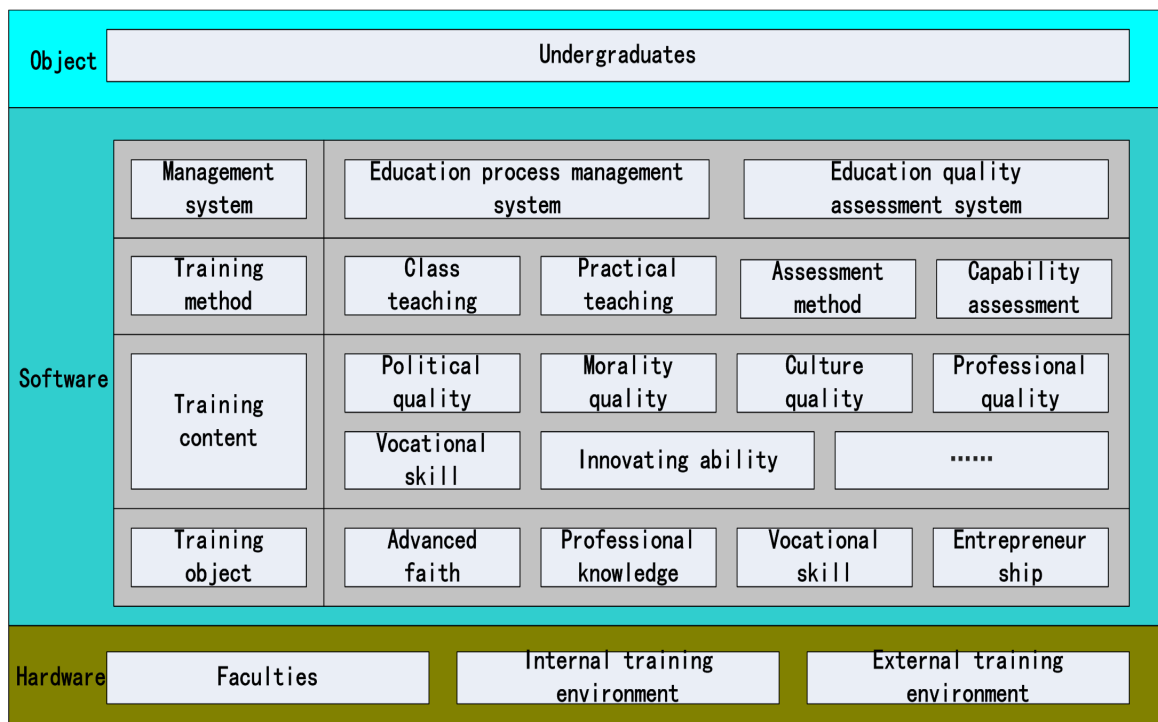 Object
Undergraduates
Software
Management
system
Education process management
system
Education quality
assessment system
Training
method
Class
teaching
Practical
teaching
Assessment
method
Capability
assessment
Training
content
Political
quality
Morality
quality
Culture
quality
Professional
quality
Vocational
skill
Innovating ability
……
Training
object
Advanced
faith
Professional
knowledge
Vocational
skill
Entrepreneur
ship
Hardware
Faculties
Internal training
environment
External training
environment